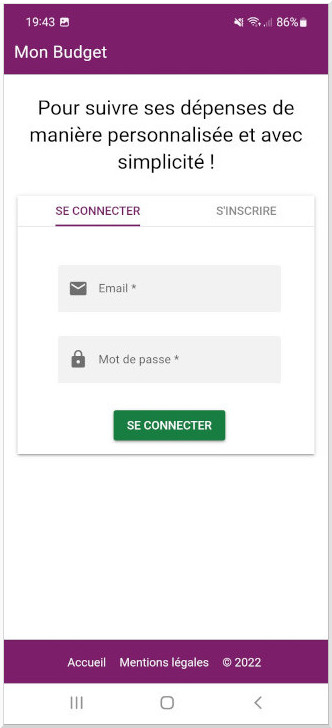 19:43 86%
Mon Budget
Pour suivre ses dépenses de
manière personnalisée et avec
simplicité !
SE CONNECTER S'INSCRIRE
Email *
Mot de passe *
SE CONNECTER
Accueil Mentions légales © 2022